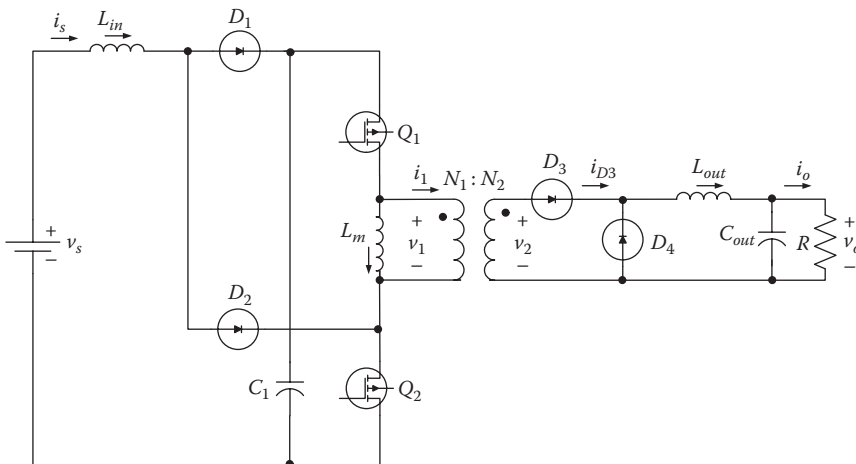 i_s L_in D_1
Q_1
i_1 N_1 : N_2 D_3 i_D3 L_out i_o
+ v_s −
L_m + v_1 − + v_2 − D_4 C_out R + v_o −
D_2
C_1 Q_2